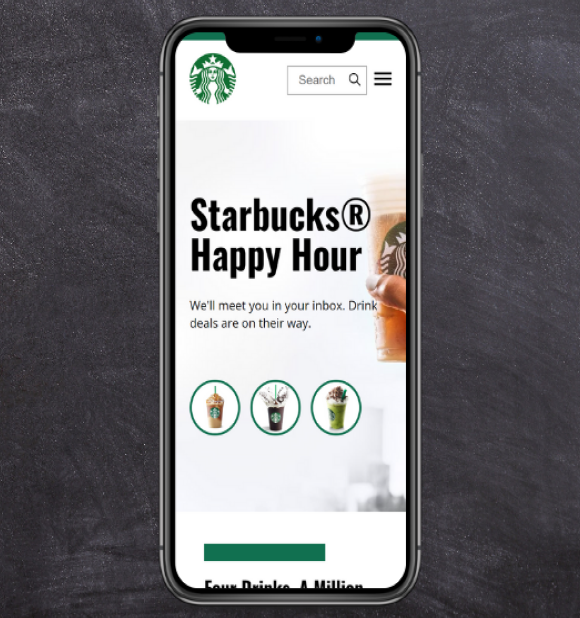 Search
Starbucks®
Happy Hour
We'll meet you in your inbox. Drink
deals are on their way.
Four Drinks. A Million